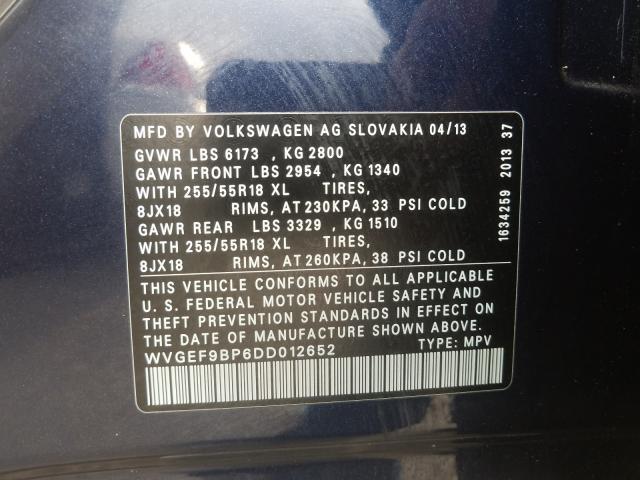 MFD BY VOLKSWAGEN AG SLOVAKIA 04/13
GVWR LBS 6173 , KG 2800
GAWR FRONT LBS 2954 , KG 1340
WITH 255/55R18 XL TIRES,
8JX18 RIMS, AT 230KPA, 33 PSI COLD
GAWR REAR LBS 3329 , KG 1510
WITH 255/55R18 XL TIRES,
8JX18 RIMS, AT 260KPA, 38 PSI COLD
THIS VEHICLE CONFORMS TO ALL APPLICABLE
U. S. FEDERAL MOTOR VEHICLE SAFETY AND
THEFT PREVENTION STANDARDS IN EFFECT ON
THE DATE OF MANUFACTURE SHOWN ABOVE.
WVGEF9BP6DD012652 TYPE: MPV
1634259 2013 37